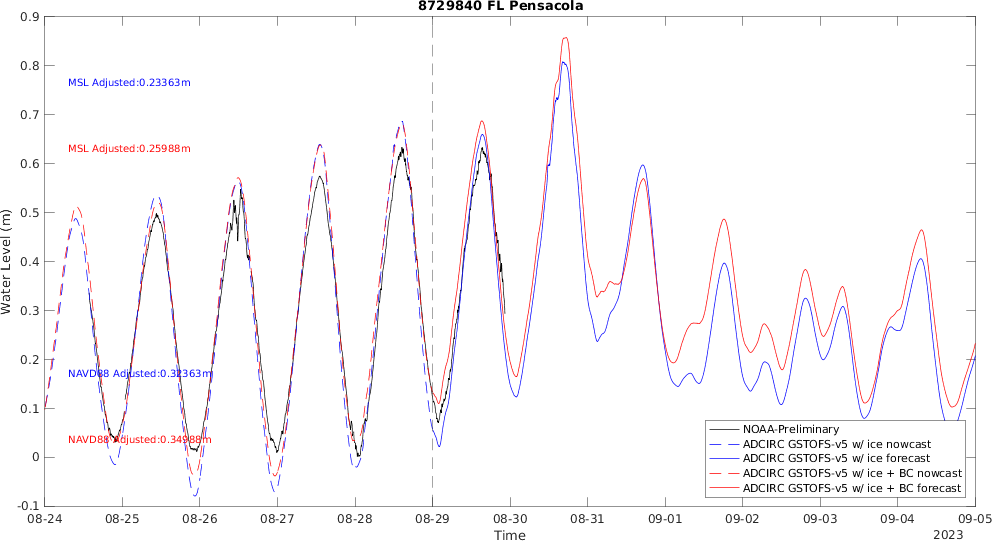 8729840 FL Pensacola
0.9
0.8
0.7
0.6
0.5
0.4
0.3
0.2
0.1
0
-0.1
Water Level (m)
MSL Adjusted:0.23363m
MSL Adjusted:0.25988m
NAVD88 Adjusted:0.32363m
NAVD88 Adjusted:0.34988m
NOAA-Preliminary
ADCIRC GSTOFS-v5 w/ ice nowcast
ADCIRC GSTOFS-v5 w/ ice forecast
ADCIRC GSTOFS-v5 w/ ice + BC nowcast
ADCIRC GSTOFS-v5 w/ ice + BC forecast
08-24 08-25 08-26 08-27 08-28 08-29 08-30 08-31 09-01 09-02 09-03 09-04 09-05
Time
2023